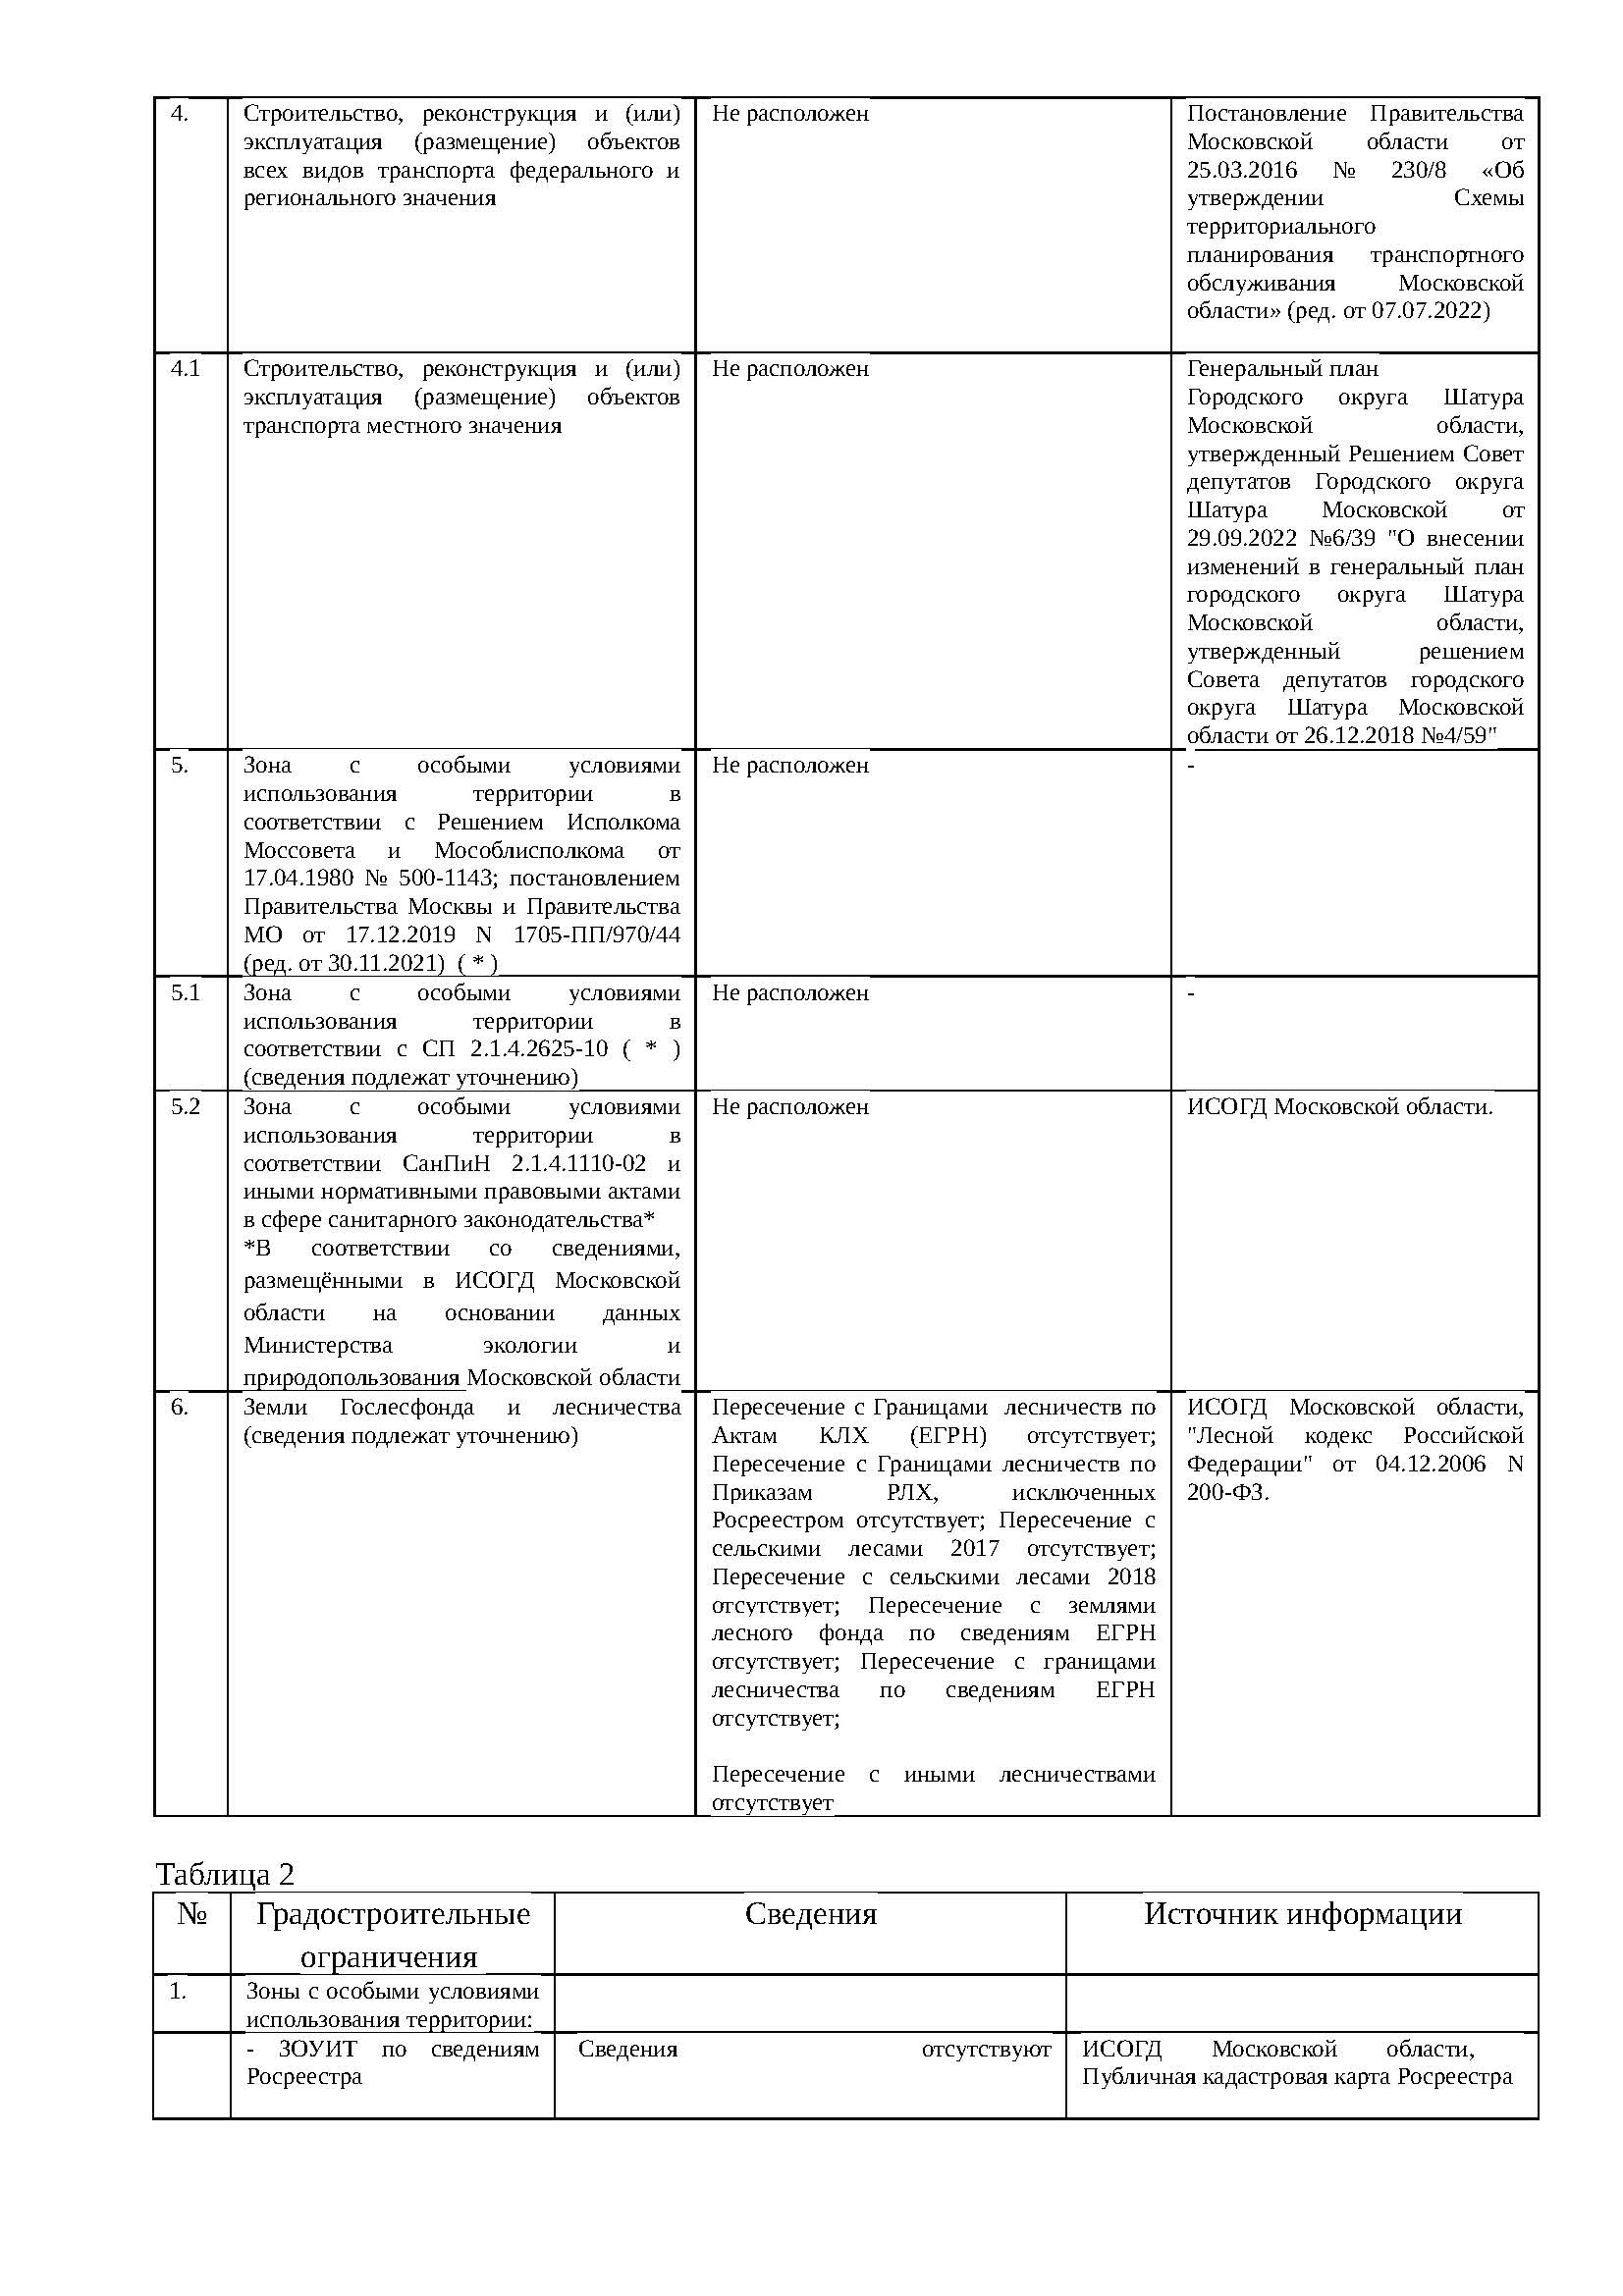 4.
Строительство, реконструкция и (или)
эксплуатация (размещение) объектов
всех видов транспорта федерального и
регионального значения
Не расположен
Постановление Правительства
Московской области от
25.03.2016 № 230/8 «Об
утверждении Схемы
территориального
планирования транспортного
обслуживания Московской
области» (ред. от 07.07.2022)
4.1
Строительство, реконструкция и (или)
эксплуатация (размещение) объектов
транспорта местного значения
Не расположен
Генеральный план
Городского округа Шатура
Московской области,
утвержденный Решением Совет
депутатов Городского округа
Шатура Московской от
29.09.2022 №6/39 "О внесении
изменений в генеральный план
городского округа Шатура
Московской области,
утвержденный решением
Совета депутатов городского
округа Шатура Московской
области от 26.12.2018 №4/59"
5.
Зона с особыми условиями
использования территории в
соответствии с Решением Исполкома
Моссовета и Мособлисполкома от
17.04.1980 № 500-1143; постановлением
Правительства Москвы и Правительства
МО от 17.12.2019 N 1705-ПП/970/44
(ред. от 30.11.2021) ( * )
Не расположен
-
5.1
Зона с особыми условиями
использования территории в
соответствии с СП 2.1.4.2625-10 ( * )
(сведения подлежат уточнению)
Не расположен
-
5.2
Зона с особыми условиями
использования территории в
соответствии СанПиН 2.1.4.1110-02 и
иными нормативными правовыми актами
в сфере санитарного законодательства*
*В соответствии со сведениями,
размещёнными в ИСОГД Московской
области на основании данных
Министерства экологии и
природопользования Московской области
Не расположен
ИСОГД Московской области.
6.
Земли Гослесфонда и лесничества
(сведения подлежат уточнению)
Пересечение с Границами лесничеств по
Актам КЛХ (ЕГРН) отсутствует;
Пересечение с Границами лесничеств по
Приказам РЛХ, исключенных
Росреестром отсутствует; Пересечение с
сельскими лесами 2017 отсутствует;
Пересечение с сельскими лесами 2018
отсутствует; Пересечение с землями
лесного фонда по сведениям ЕГРН
отсутствует; Пересечение с границами
лесничества по сведениям ЕГРН
отсутствует;
Пересечение с иными лесничествами
отсутствует
ИСОГД Московской области,
"Лесной кодекс Российской
Федерации" от 04.12.2006 N
200-ФЗ.
Таблица 2
№
Градостроительные
ограничения
Сведения
Источник информации
1.
Зоны с особыми условиями
использования территории:
- ЗОУИТ по сведениям
Росреестра
Сведения отсутствуют
ИСОГД Московской области,
Публичная кадастровая карта Росреестра